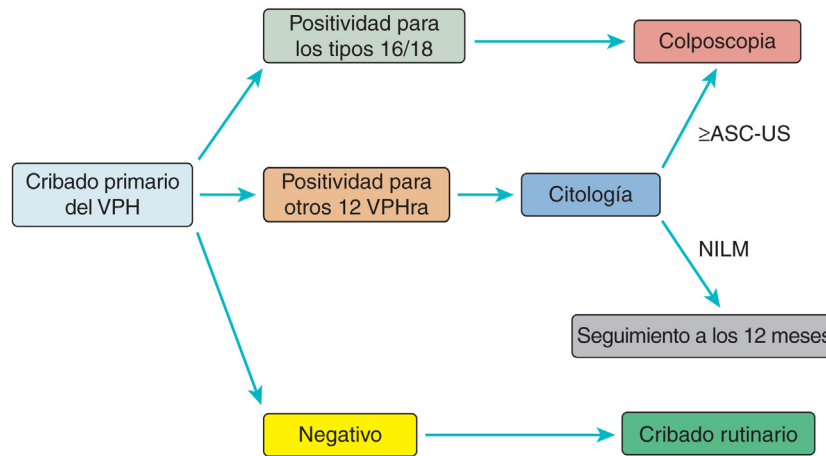 Positividad para
los tipos 16/18
Colposcopia
≥ASC-US
Cribado primario
del VPH
Positividad para
otros 12 VPHra
Citología
NILM
Seguimiento a los 12 meses
Negativo
Cribado rutinario